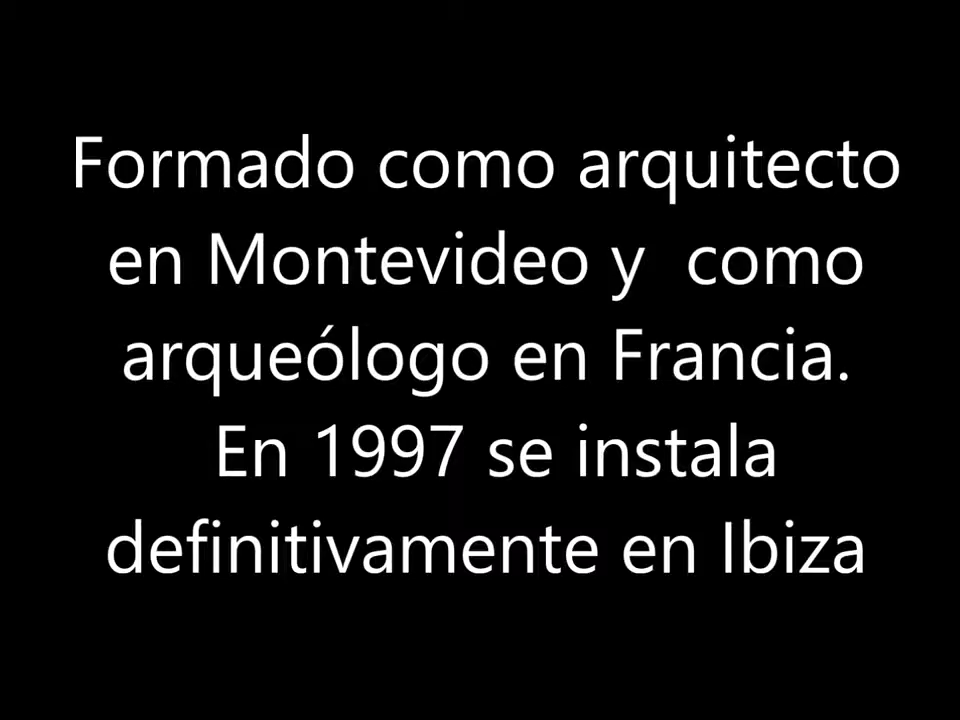 Formado como arquitecto
en Montevideo y  como
arqueólogo en Francia.
En 1997 se instala
definitivamente en Ibiza